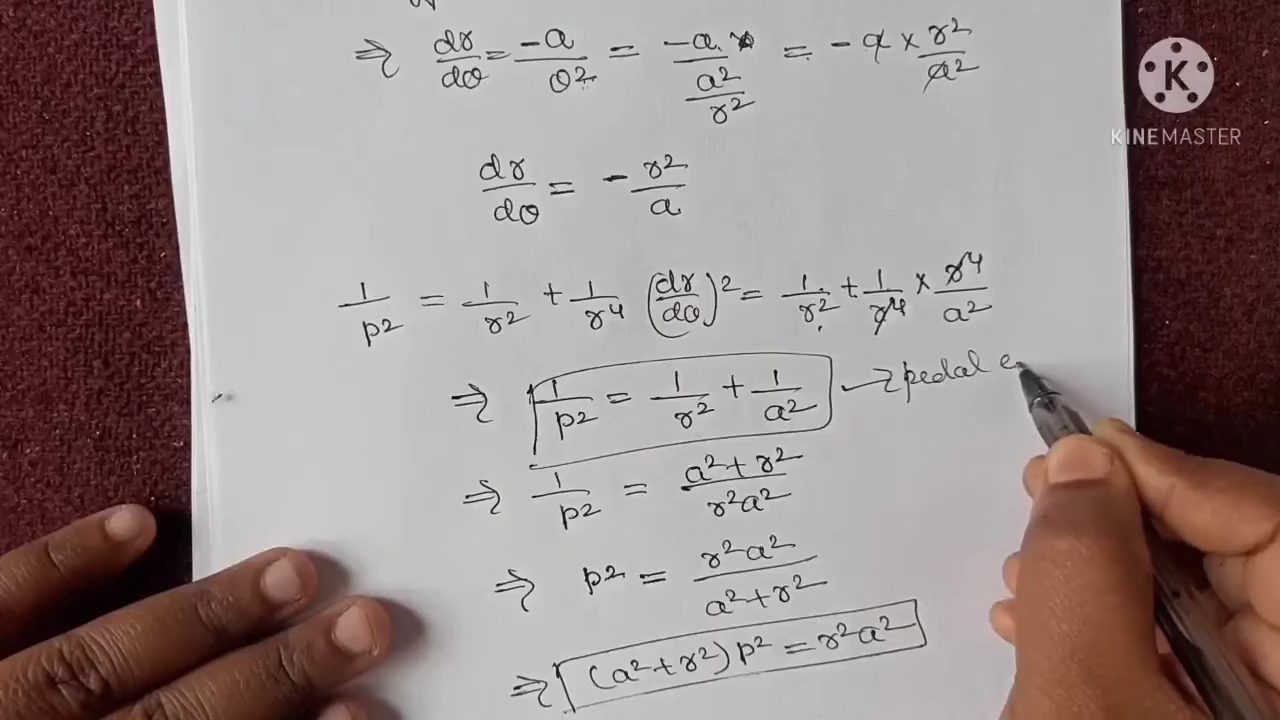 ⇒ dr/dθ = -a/θ² = -a/(a²/r²) = -a × r²/a²
dr/dθ = - r²/a
1/p² = 1/r² + 1/r⁴ (dr/dθ)² = 1/r² + 1/r⁴ × r⁴/a²
⇒ 1/p² = 1/r² + 1/a² → pedal e
⇒ 1/p² = (a² + r²)/(r²a²)
⇒ p² = r²a²/(a² + r²)
⇒ (a² + r²) p² = r²a²
K
KINEMASTER